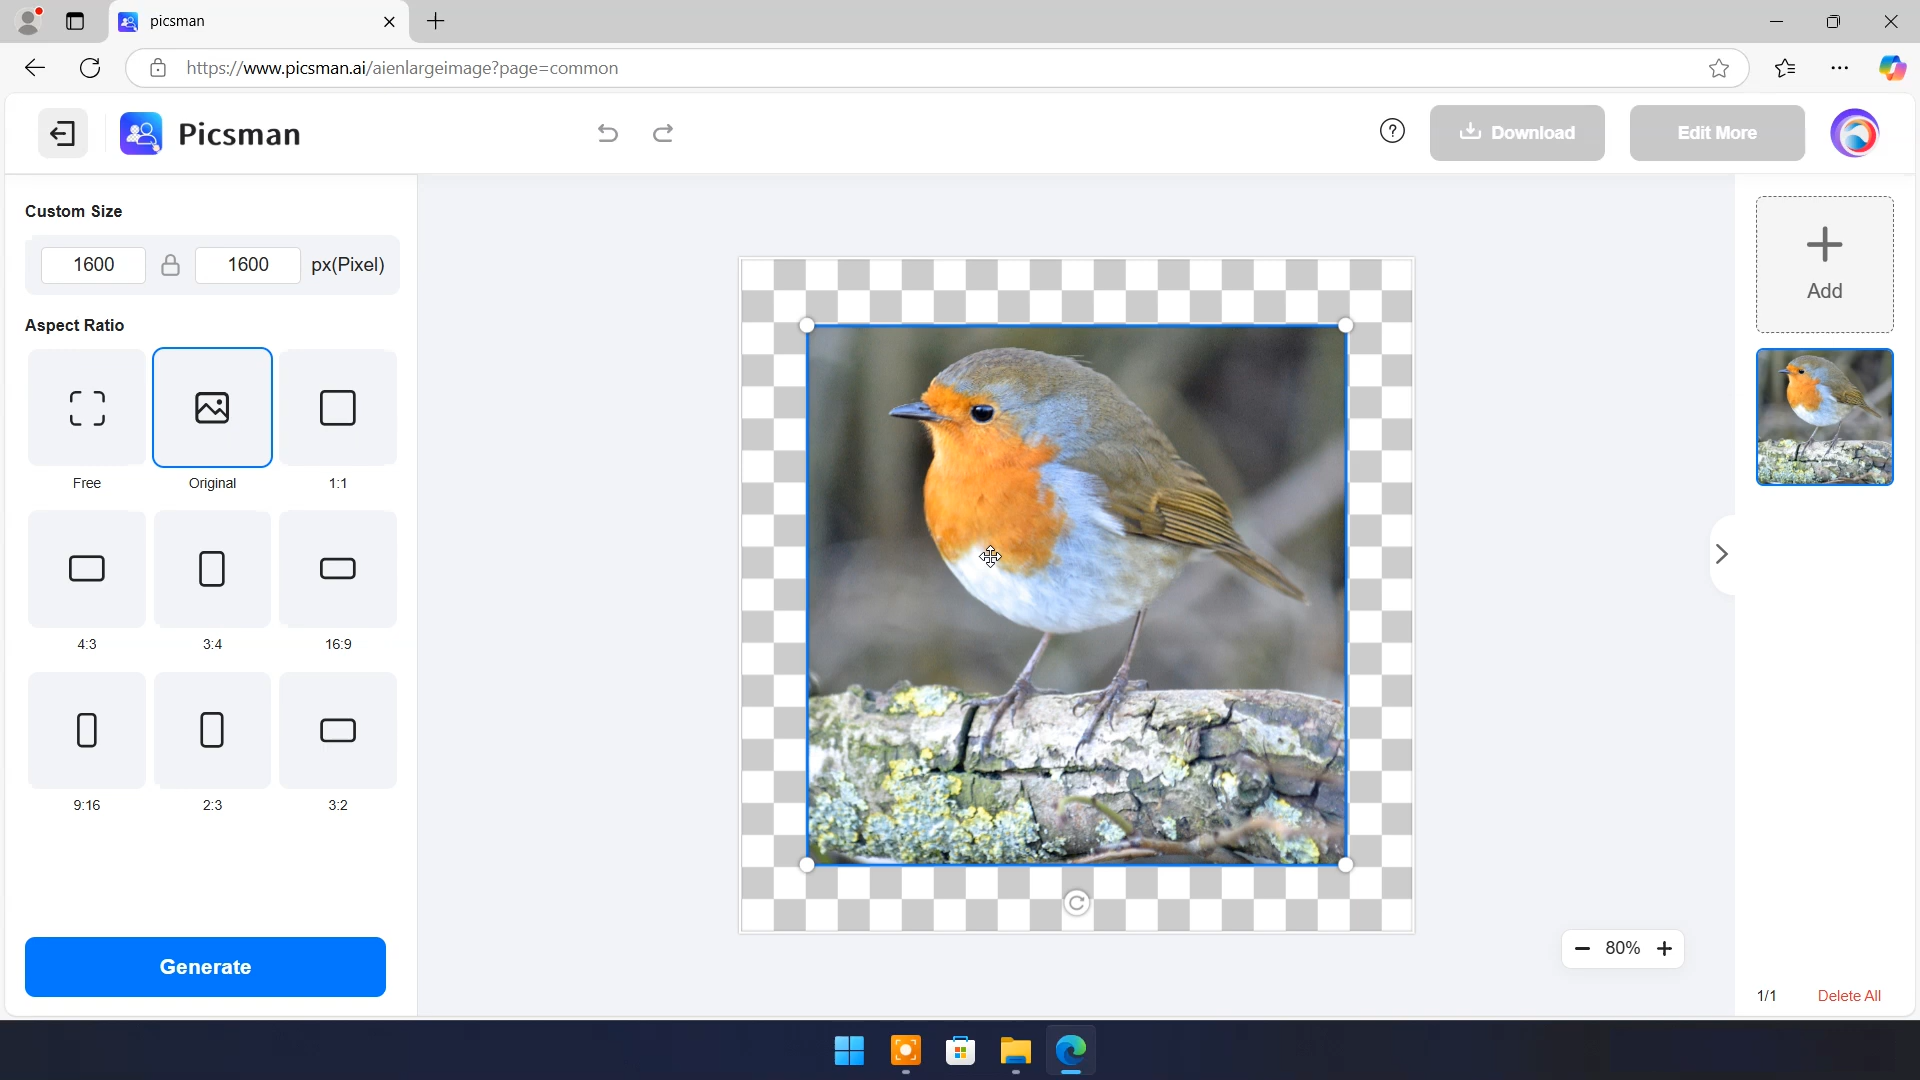 picsman
https://www.picsman.ai/aienlargeimage?page=common
Picsman
Download
Edit More
Custom Size
1600
1600
px(Pixel)
Aspect Ratio
Free
Original
1:1
4:3
3:4
16:9
9:16
2:3
3:2
Generate
Add
80%
1/1
Delete All